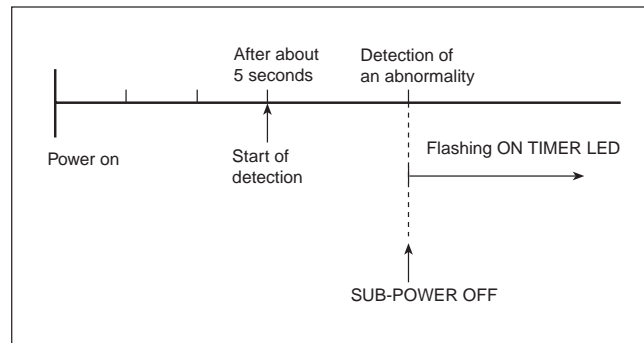 After about
5 seconds
Detection of
an abnormality
Power on
Start of
detection
Flashing ON TIMER LED
SUB-POWER OFF